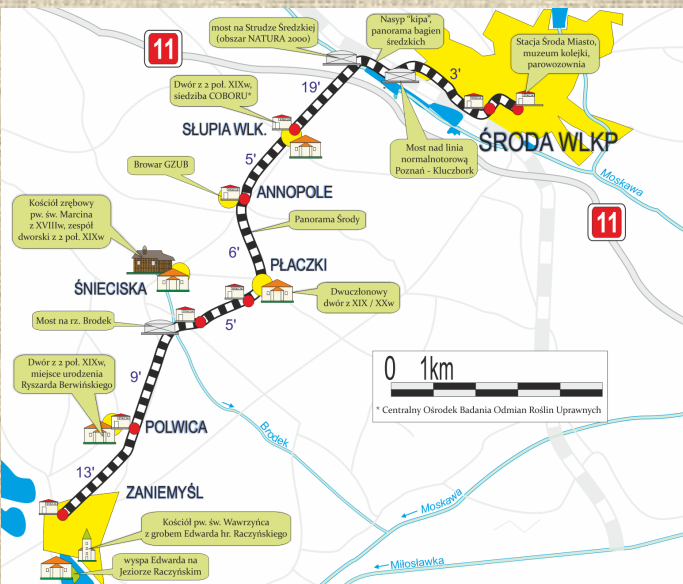 most na Strudze Średzkiej
(obszar NATURA 2000)
Nasyp "kipa",
panorama bagien
średzkich
Stacja Środa Miasto,
muzeum kolejki,
parowozownia
11
3'
19'
Dwór z 2 poł. XIXw,
siedziba COBORU*
SŁUPIA WLK.
Most nad linia
normalnotorową
Poznań - Kluczbork
ŚRODA WLKP
Moskawa
5'
Browar GZUB
ANNOPOLE
Kościół zrębowy
pw. św. Marcina
z XVIIIw, zespół
dworski z 2 poł. XIXw
Panorama Środy
11
6'
PŁACZKI
ŚNIECISKA
Dwuczłonowy
dwór z XIX / XXw
Most na rz. Brodek
5'
Dwór z 2 poł. XIXw,
miejsce urodzenia
Ryszarda Berwińskiego
9'
0 1km
* Centralny Ośrodek Badania Odmian Roślin Uprawnych
POLWICA
Brodek
13'
ZANIEMYŚL
Moskawa
Kościół pw. św. Wawrzyńca
z grobem Edwarda hr. Raczyńskiego
wyspa Edwarda na
Jeziorze Raczyńskim
Miłosławka